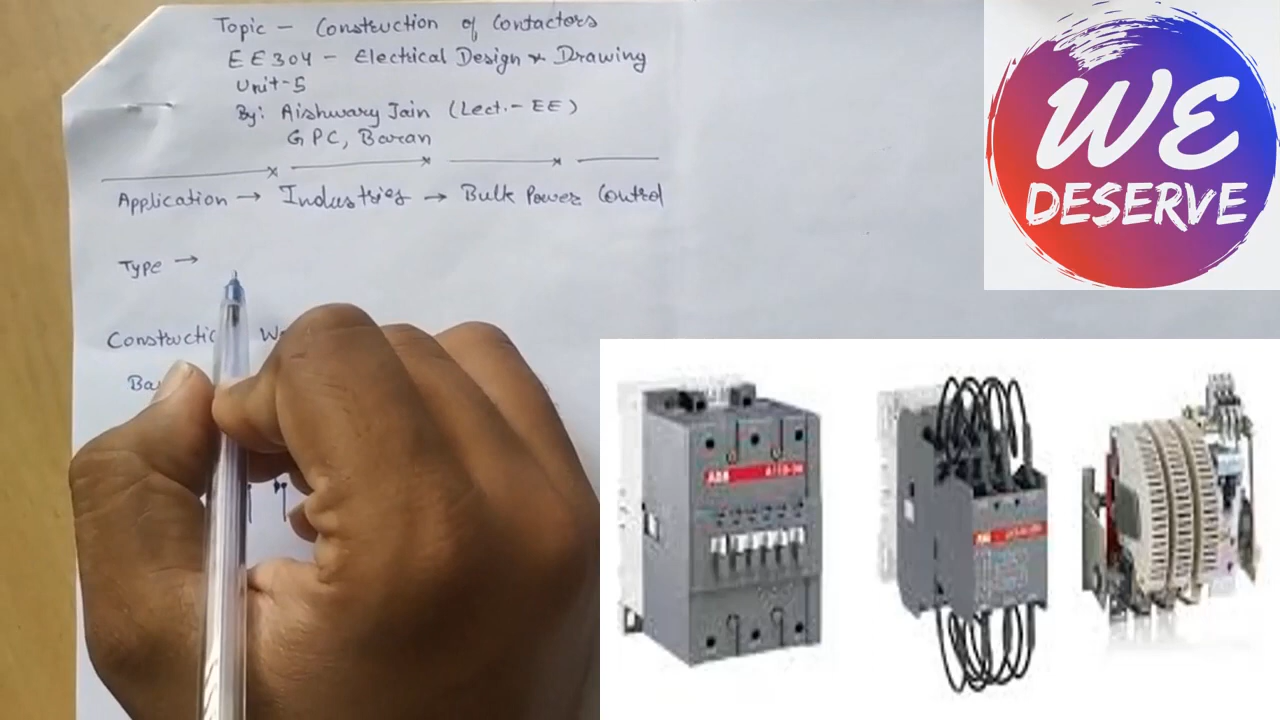 Topic - Construction of Contactors
EE304 - Electrical Design & Drawing
Unit-5
By: Aishwary Jain (Lect.- EE)
GPC, Baran
Application → Industries → Bulk Power Control
Type →
WE
DESERVE
ABB